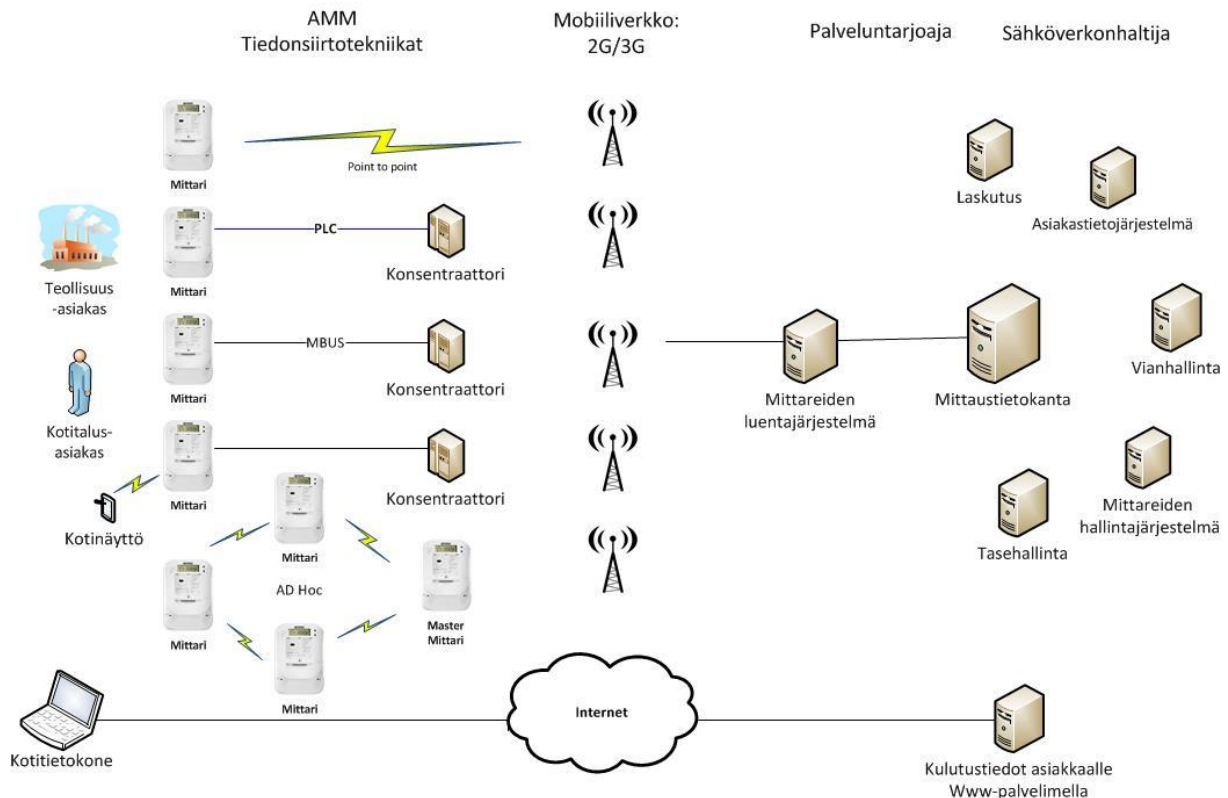 AMM
Tiedonsiirtotekniikat
Mobiiliverkko:
2G/3G
Palveluntarjoaja
Sähköverkonhaltija
Mittari
Point to point
Laskutus
Asiakastietojärjestelmä
Teollisuus
-asiakas
Mittari
PLC
Konsentraattori
Mittari
MBUS
Konsentraattori
Mittareiden
luentajärjestelmä
Mittaustietokanta
Vianhallinta
Kotitalus-
asiakas
Mittari
Konsentraattori
Kotinäyttö
Mittari
AD Hoc
Mittari
Master
Mittari
Mittari
Tasehallinta
Mittareiden
hallintajärjestelmä
Kotitietokone
Internet
Kulutustiedot asiakkaalle
Www-palvelimella